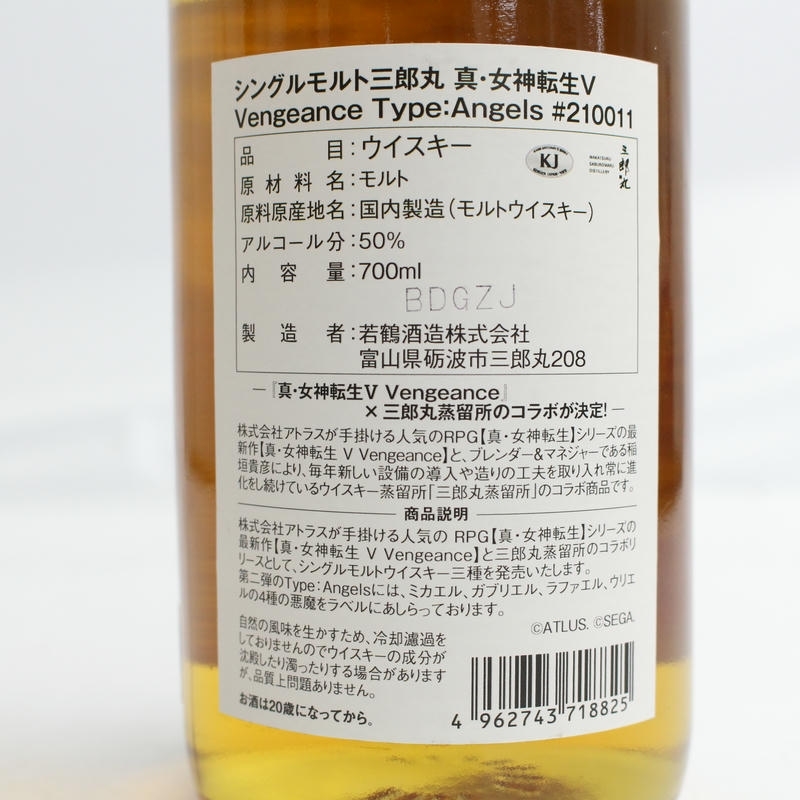 シングルモルト三郎丸 真・女神転生V
Vengeance Type:Angels #210011
品目:ウイスキー
KJ
三郎丸
原材料名:モルト
原料原産地名:国内製造(モルトウイスキー)
アルコール分:50%
内容量:700ml
BDGZJ
製造者:若鶴酒造株式会社
富山県砺波市三郎丸208
―『真・女神転生V Vengeance』
×三郎丸蒸留所のコラボが決定!―
株式会社アトラスが手掛ける人気のRPG【真・女神転生】シリーズの最
新作【真・女神転生 V Vengeance】と、ブレンダー&マネジャーである稲
垣貴彦により、毎年新しい設備の導入や造りの工夫を取り入れ常に進
化をし続けているウイスキー蒸留所「三郎丸蒸留所」のコラボ商品です。
商品説明
株式会社アトラスが手掛ける人気の RPG【真・女神転生】シリーズの
最新作【真・女神転生 V Vengeance】と三郎丸蒸留所のコラボリ
リースとして、シングルモルトウイスキー三種を発売いたします。
第二弾のType:Angelsには、ミカエル、ガブリエル、ラファエル、ウリエ
ルの4種の悪魔をラベルにあしらっております。
©ATLUS. ©SEGA.
自然の風味を生かすため、冷却濾過を
しておりませんのでウイスキーの成分が
沈殿したり濁ったりする場合があります
が、品質上問題ありません。
お酒は20歳になってから。
4 962743 718825